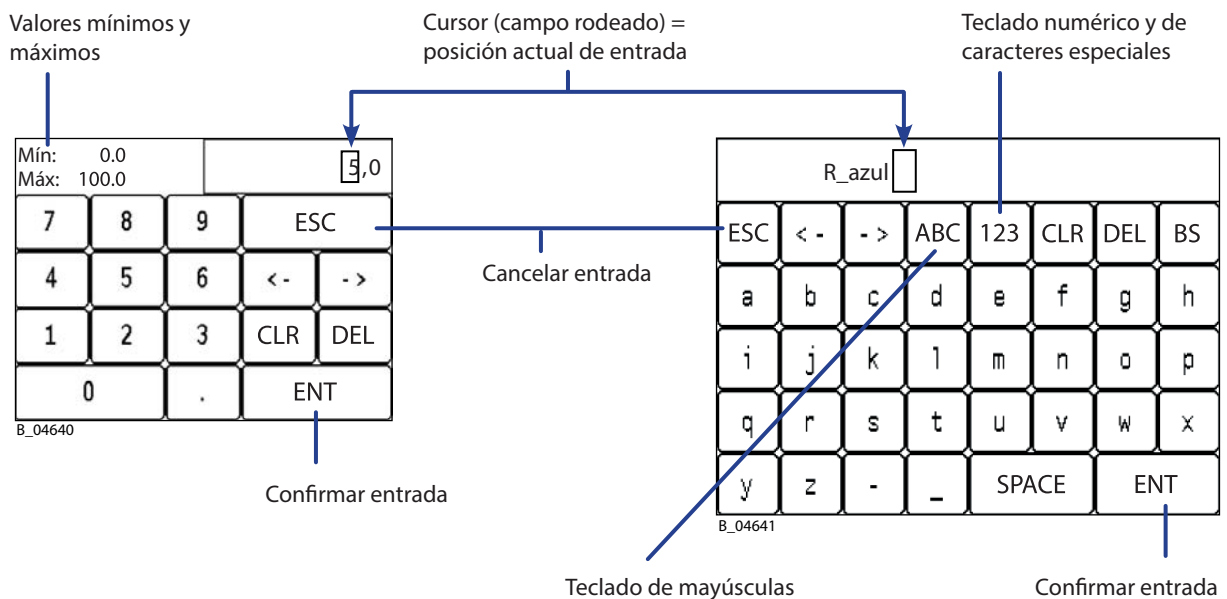 Valores mínimos y
máximos
Cursor (campo rodeado) =
posición actual de entrada
Teclado numérico y de
caracteres especiales
Mín: 0.0
Máx: 100.0
5,0
7 8 9 ESC
4 5 6 <- ->
1 2 3 CLR DEL
0 . ENT
B_04640
Cancelar entrada
Confirmar entrada
R_azul
ESC <- -> ABC 123 CLR DEL BS
a b c d e f g h
i j k l m n o p
q r s t u v w x
y z - _ SPACE ENT
B_04641
Teclado de mayúsculas
Confirmar entrada